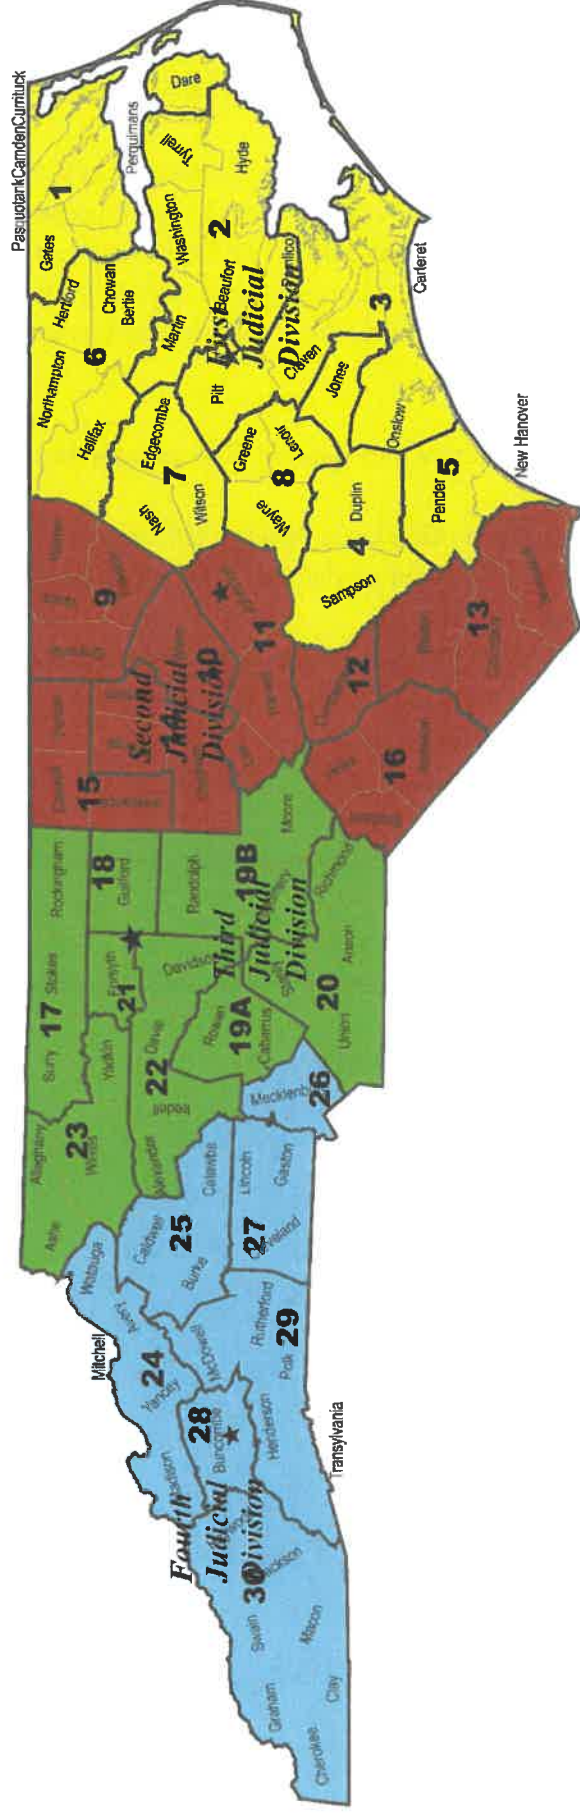 Fourth
Judicial
Division
30
Cherokee
Graham
Clay
Swain
Macon
Jackson
Transylvania
28
Buncombe
Madison
24
Yancey
Mitchell
Avery
Watauga
29
McDowell
Henderson
Polk
Rutherford
25
Burke
Caldwell
Catawba
27
Cleveland
Lincoln
Gaston
26
Mecklenburg
Third
Judicial
Division
23
Ashe
Alleghany
Wilkes
Yadkin
17
Surry
Stokes
Rockingham
22
Alexander
Iredell
Davie
Davidson
21
Forsyth
18
Guilford
19A
Rowan
Cabarrus
19B
Randolph
Moore
20
Union
Anson
Richmond
Second
Judicial
Division
15
14
10
9
11
12
13
16
First
Judicial
Division
6
Northampton
Halifax
Hertford
Bertie
Chowan
1
Gates
PasquotankCamdenCurrituck
Perquimans
Dare
7
Nash
Edgecombe
Wilson
2
Martin
Washington
Tyrrell
Hyde
Beaufort
Pitt
8
Wayne
Greene
Lenoir
3
Craven
Carteret
4
Sampson
Duplin
Jones
Onslow
5
Pender
New Hanover